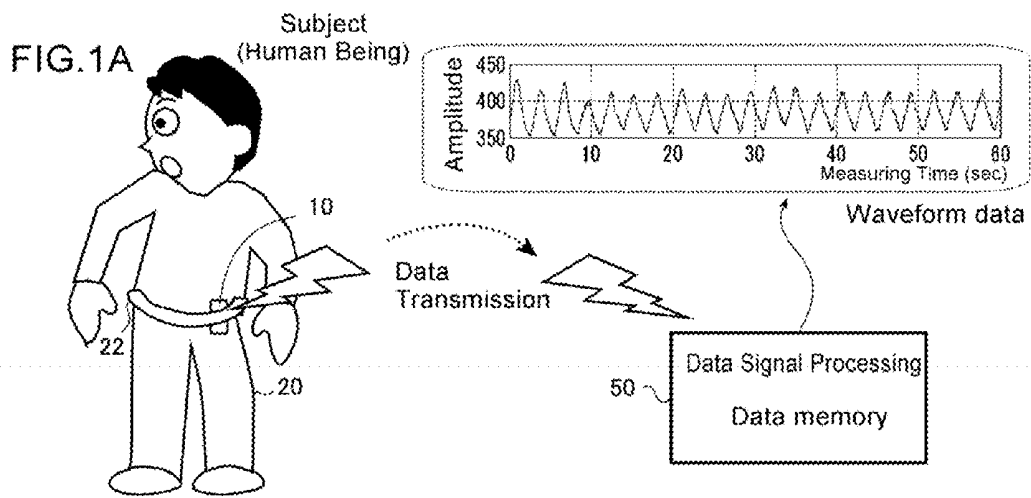 FIG.1A
Subject
(Human Being)
450
400
350
Amplitude
0 10 20 30 40 50 60
Measuring Time (sec)
Waveform data
10
Data
Transmission
22
20
50
Data Signal Processing
Data memory